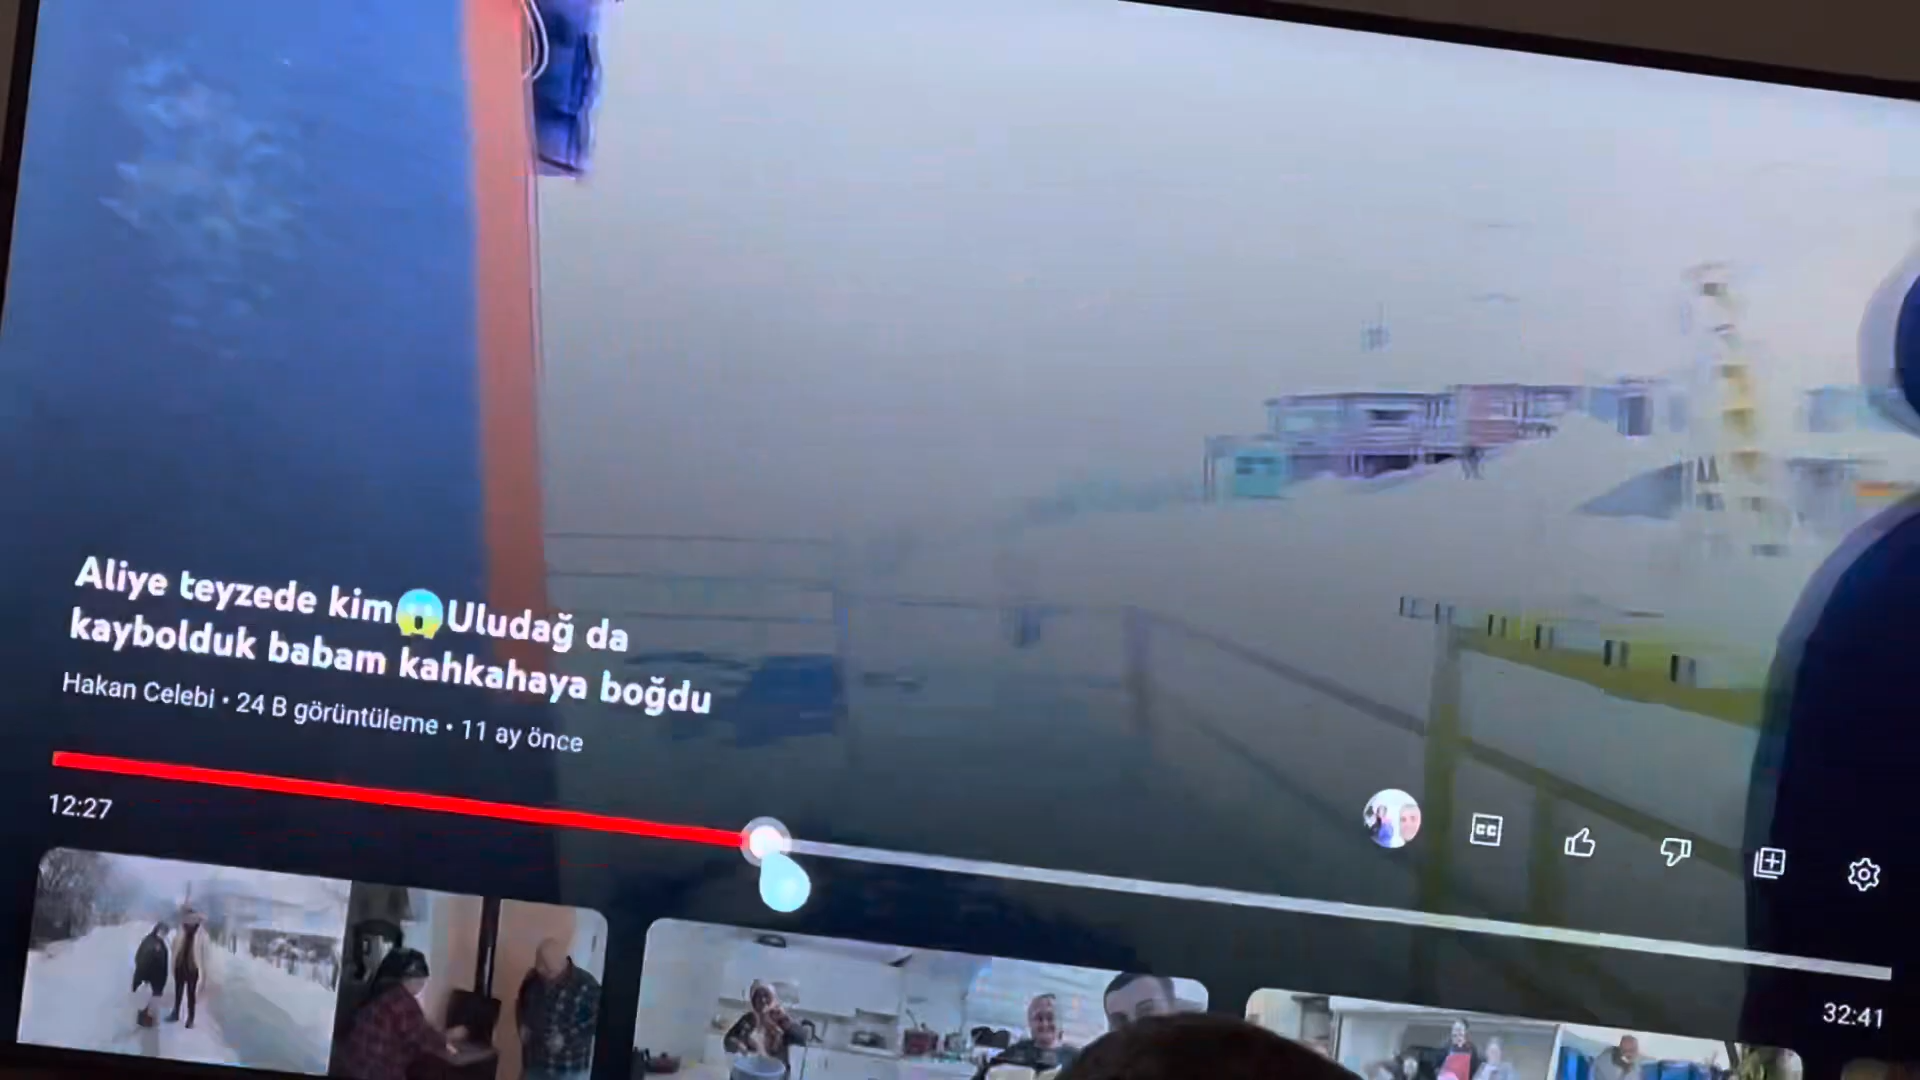 Aliye teyzede kim😱Uludağ da
kaybolduk babam kahkahaya boğdu
Hakan Celebi • 24 B görüntüleme • 11 ay önce
12:27
CC
32:41